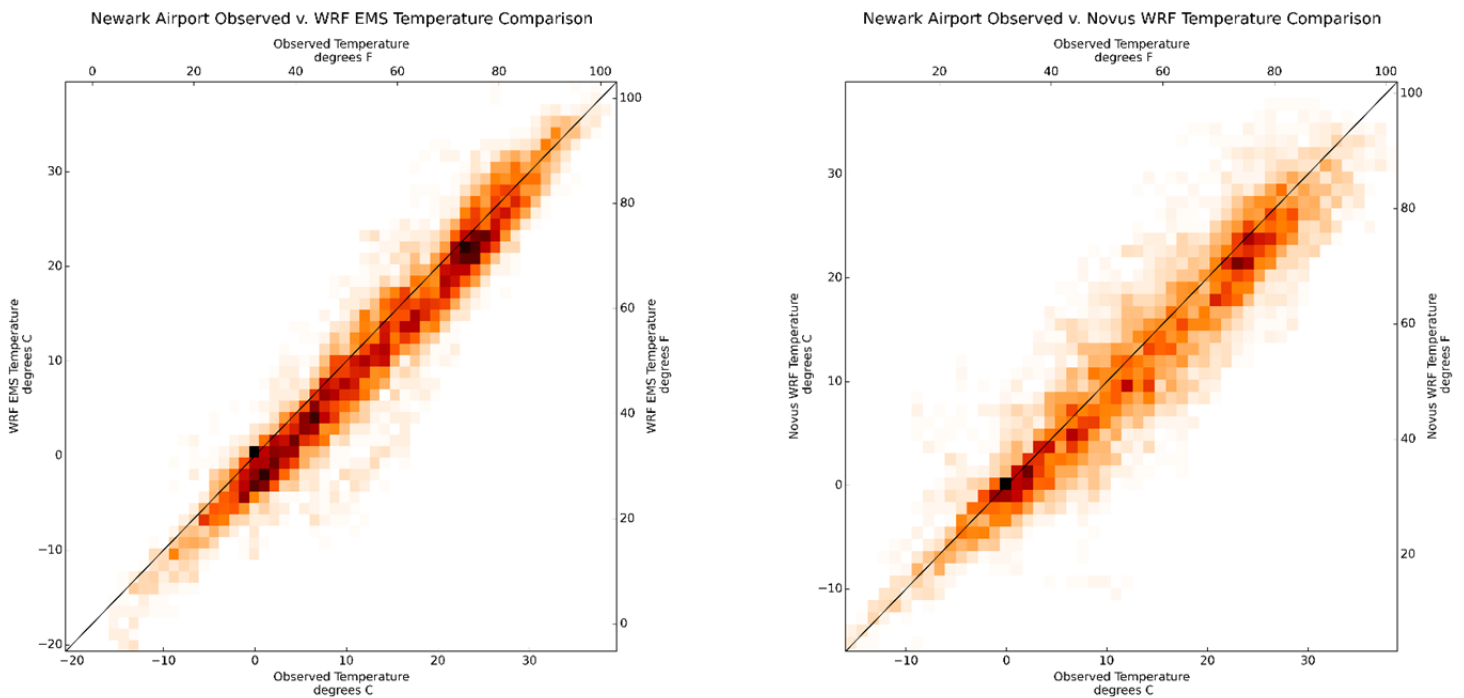 Newark Airport Observed v. WRF EMS Temperature Comparison
Observed Temperature
degrees F
0 20 40 60 80 100
30
20
10
0
−10
−20
WRF EMS Temperature
degrees C
100
80
60
40
20
0
WRF EMS Temperature
degrees F
−20 −10 0 10 20 30
Observed Temperature
degrees C
Newark Airport Observed v. Novus WRF Temperature Comparison
Observed Temperature
degrees F
20 40 60 80 100
30
20
10
0
−10
Novus WRF Temperature
degrees C
100
80
60
40
20
Novus WRF Temperature
degrees F
−10 0 10 20 30
Observed Temperature
degrees C